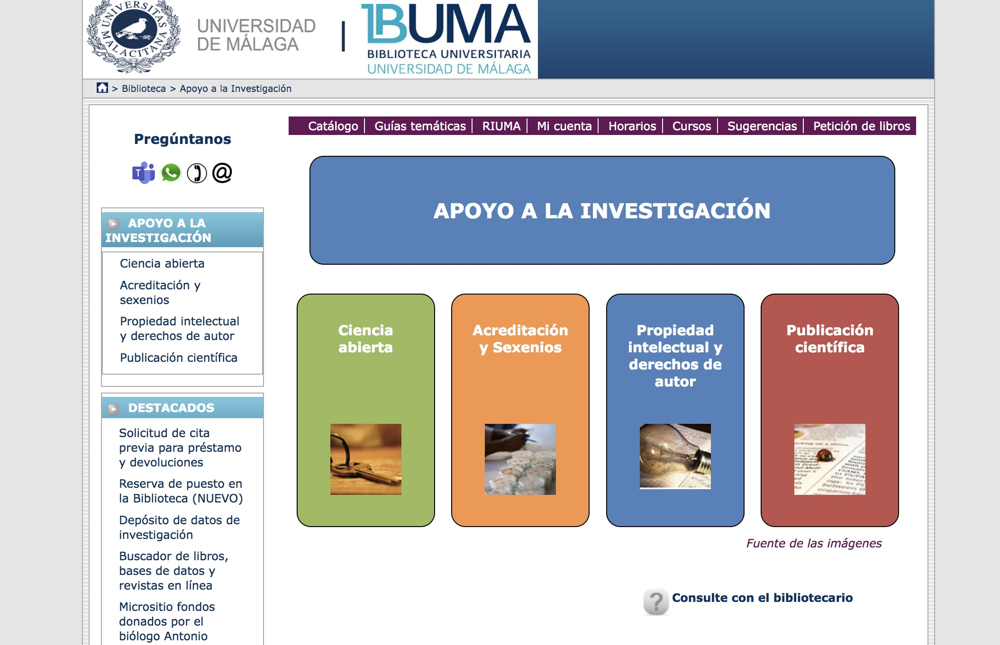 UNIVERSITAS MALACITANA
UNIVERSIDAD
DE MÁLAGA
BUMA
BIBLIOTECA UNIVERSITARIA
UNIVERSIDAD DE MÁLAGA
> Biblioteca > Apoyo a la Investigación
Pregúntanos
Catálogo
Guías temáticas
RIUMA
Mi cuenta
Horarios
Cursos
Sugerencias
Petición de libros
APOYO A LA
INVESTIGACIÓN
Ciencia abierta
Acreditación y
sexenios
Propiedad intelectual
y derechos de autor
Publicación científica
DESTACADOS
Solicitud de cita
previa para préstamo
y devoluciones
Reserva de puesto en
la Biblioteca (NUEVO)
Depósito de datos de
investigación
Buscador de libros,
bases de datos y
revistas en línea
Micrositio fondos
donados por el
biólogo Antonio
APOYO A LA INVESTIGACIÓN
Ciencia
abierta
Acreditación
y Sexenios
Propiedad
intelectual y
derechos de
autor
Publicación
científica
Fuente de las imágenes
Consulte con el bibliotecario